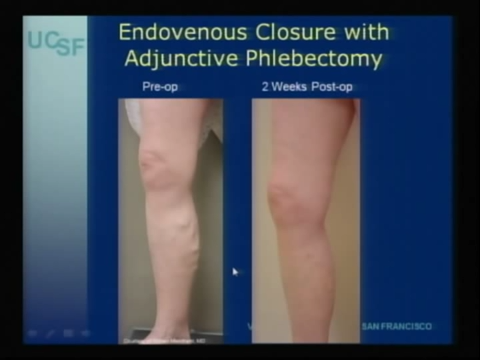 UCSF
Endovenous Closure with
Adjunctive Phlebectomy
Pre-op
2 Weeks Post-op
SAN FRANCISCO